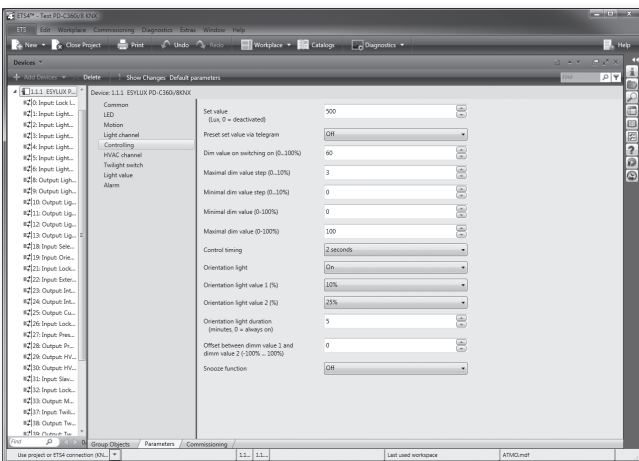 ETS4™ - Test PD-C360i/8 KNX
ETS Edit Workplace Commissioning Diagnostics Extras Window Help
New Close Project Print Undo Redo Workplace Catalogs Diagnostics Help
Devices
Add Devices Delete Show Changes Default parameters Find
1.1.1 ESYLUX P...
0: Input: Lock l...
1: Input: Light...
2: Input: Light...
3: Input: Light...
4: Input: Light...
5: Input: Light...
6: Input: Light...
8: Output: Ligh...
9: Output: Ligh...
10: Output: Lig...
11: Output: Lig...
12: Output: Lig...
13: Output: Lig...
18: Input: Sele...
19: Input: Orie...
21: Input: Lock...
22: Input: Exter...
23: Output: Int...
24: Output: Int...
25: Output: Cu...
26: Input: Lock...
27: Input: Pres...
28: Output: Pr...
29: Output: HV...
30: Output: HV...
31: Input: Slav...
32: Input: Lock...
33: Output: M...
37: Input: Twili...
38: Output: Tw...
39: Output: Tw...
Find
Device: 1.1.1 ESYLUX PD-C360i/8KNX
Common
LED
Motion
Light channel
Controlling
HVAC channel
Twilight switch
Light value
Alarm
Set value 500
(Lux, 0 = deactivated)
Preset set value via telegram Off
Dim value on switching on (0...100%) 60
Maximal dim value step (0...10%) 3
Minimal dim value step (0...10%) 0
Minimal dim value (0-100%) 0
Maximal dim value (0-100%) 100
Control timing 2 seconds
Orientation light On
Orientation light value 1 (%) 10%
Orientation light value 2 (%) 25%
Orientation light duration 5
(minutes, 0 = always on)
Offset between dimm value 1 and 0
dimm value 2 (-100% ... 100%)
Snooze function Off
Group Objects Parameters Commissioning
Use project or ETS4 connection (KN... 1.1... 1.1... Last used workspace ATMO.mdf